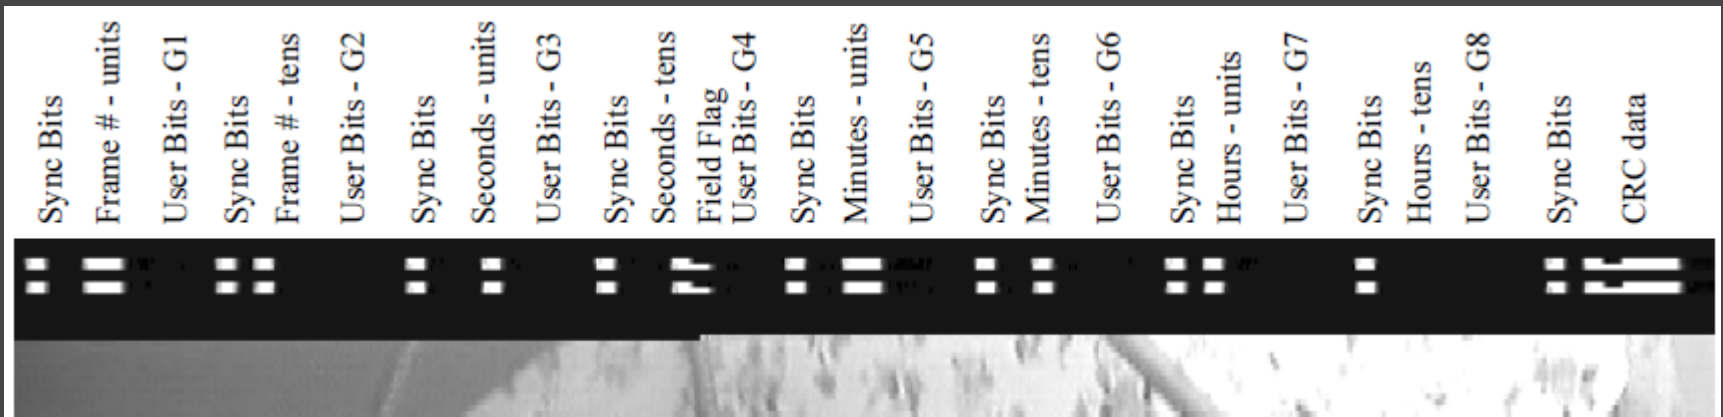 Sync Bits
Frame # - units
User Bits - G1
Sync Bits
Frame # - tens
User Bits - G2
Sync Bits
Seconds - units
User Bits - G3
Sync Bits
Seconds - tens
Field Flag
User Bits - G4
Sync Bits
Minutes - units
User Bits - G5
Sync Bits
Minutes - tens
User Bits - G6
Sync Bits
Hours - units
User Bits - G7
Sync Bits
Hours - tens
User Bits - G8
Sync Bits
CRC data